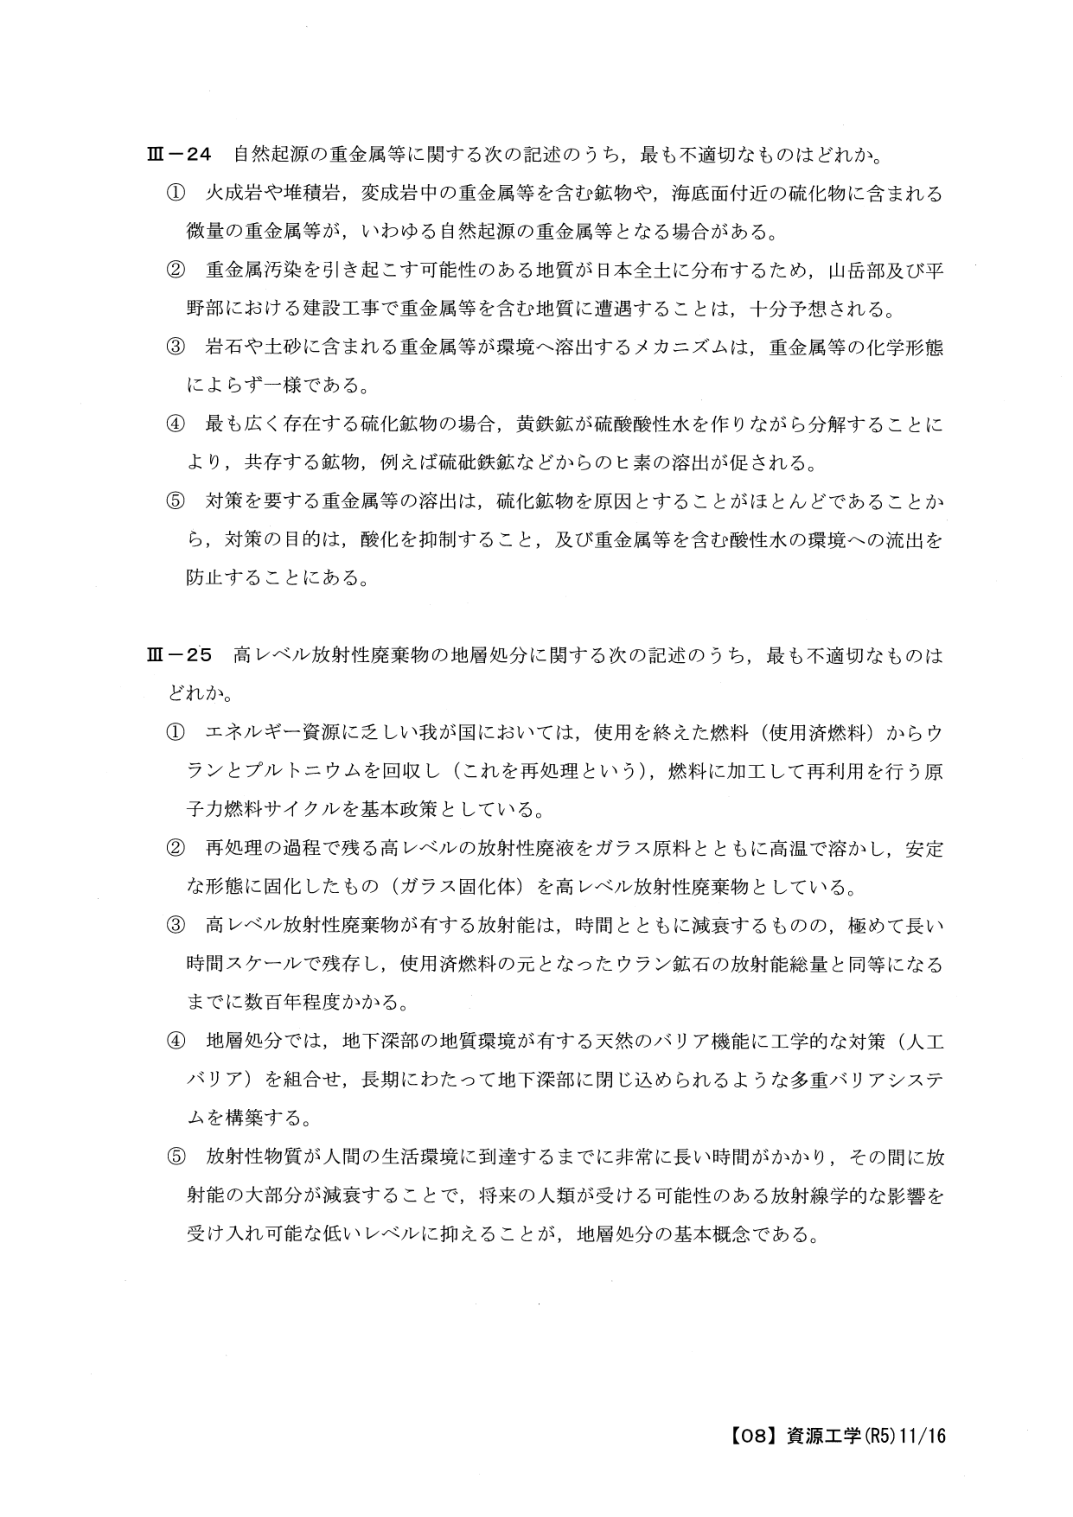 Ⅲ－24　自然起源の重金属等に関する次の記述のうち，最も不適切なものはどれか。
①　火成岩や堆積岩，変成岩中の重金属等を含む鉱物や，海底面付近の硫化物に含まれる
微量の重金属等が，いわゆる自然起源の重金属等となる場合がある。
②　重金属汚染を引き起こす可能性のある地質が日本全土に分布するため，山岳部及び平
野部における建設工事で重金属等を含む地質に遭遇することは，十分予想される。
③　岩石や土砂に含まれる重金属等が環境へ溶出するメカニズムは，重金属等の化学形態
によらず一様である。
④　最も広く存在する硫化鉱物の場合，黄鉄鉱が硫酸酸性水を作りながら分解することに
より，共存する鉱物，例えば硫砒鉄鉱などからのヒ素の溶出が促される。
⑤　対策を要する重金属等の溶出は，硫化鉱物を原因とすることがほとんどであることか
ら，対策の目的は，酸化を抑制すること，及び重金属等を含む酸性水の環境への流出を
防止することにある。
Ⅲ－25　高レベル放射性廃棄物の地層処分に関する次の記述のうち，最も不適切なものは
どれか。
①　エネルギー資源に乏しい我が国においては，使用を終えた燃料（使用済燃料）からウ
ランとプルトニウムを回収し（これを再処理という），燃料に加工して再利用を行う原
子力燃料サイクルを基本政策としている。
②　再処理の過程で残る高レベルの放射性廃液をガラス原料とともに高温で溶かし，安定
な形態に固化したもの（ガラス固化体）を高レベル放射性廃棄物としている。
③　高レベル放射性廃棄物が有する放射能は，時間とともに減衰するものの，極めて長い
時間スケールで残存し，使用済燃料の元となったウラン鉱石の放射能総量と同等になる
までに数百年程度かかる。
④　地層処分では，地下深部の地質環境が有する天然のバリア機能に工学的な対策（人工
バリア）を組合せ，長期にわたって地下深部に閉じ込められるような多重バリアシステ
ムを構築する。
⑤　放射性物質が人間の生活環境に到達するまでに非常に長い時間がかかり，その間に放
射能の大部分が減衰することで，将来の人類が受ける可能性のある放射線学的な影響を
受け入れ可能な低いレベルに抑えることが，地層処分の基本概念である。
【08】資源工学(R5)11/16